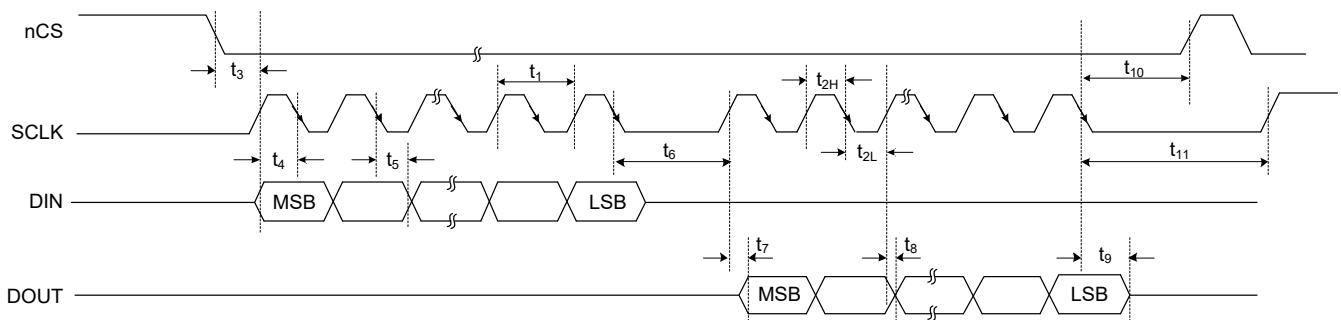 nCS
t3
t1
t2H
t10
SCLK
t4
t5
t6
t2L
t11
DIN
MSB
LSB
t7
t8
t9
DOUT
MSB
LSB